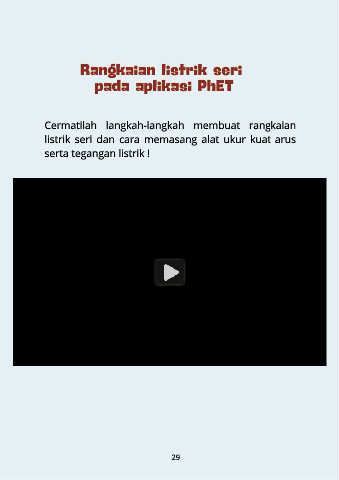 Rangkaian listrik seri
pada aplikasi PhET
Cermatilah langkah-langkah membuat rangkaian
listrik seri dan cara memasang alat ukur kuat arus
serta tegangan listrik !
29